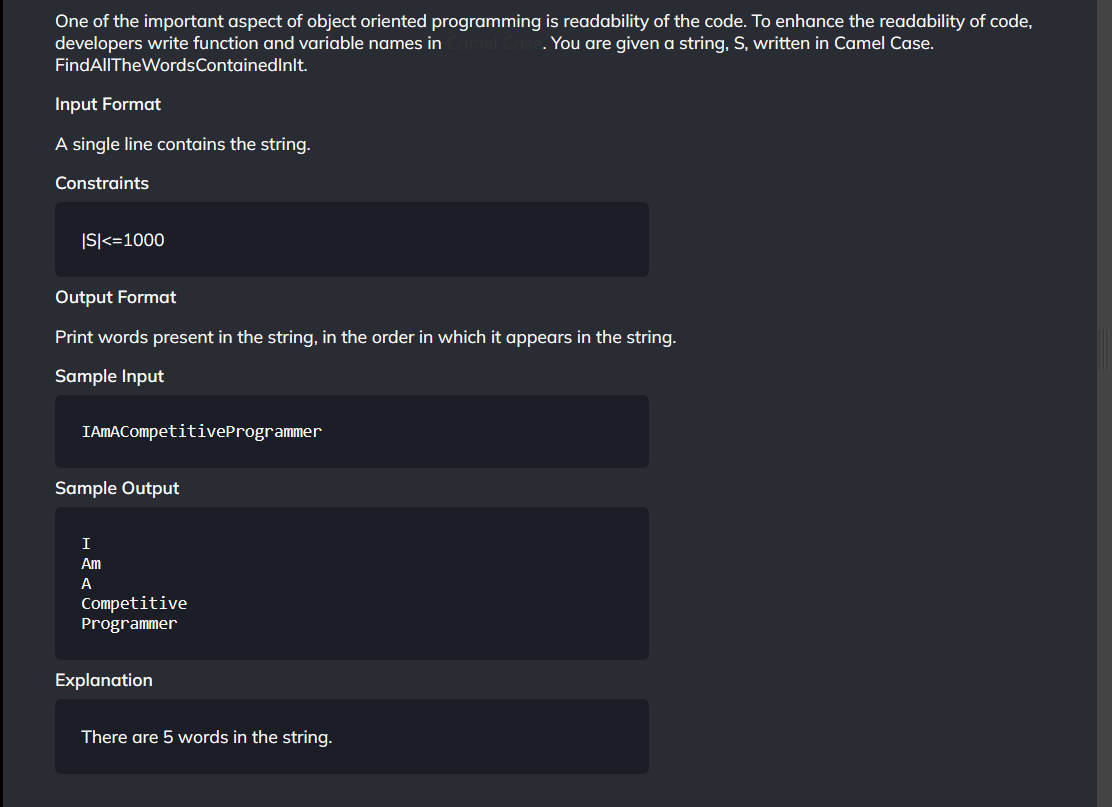 One of the important aspect of object oriented programming is readability of the code. To enhance the readability of code,
developers write function and variable names in Camel Case. You are given a string, S, written in Camel Case.
FindAllTheWordsContainedInIt.
Input Format
A single line contains the string.
Constraints
|S|<=1000
Output Format
Print words present in the string, in the order in which it appears in the string.
Sample Input
IAmACompetitiveProgrammer
Sample Output
I
Am
A
Competitive
Programmer
Explanation
There are 5 words in the string.